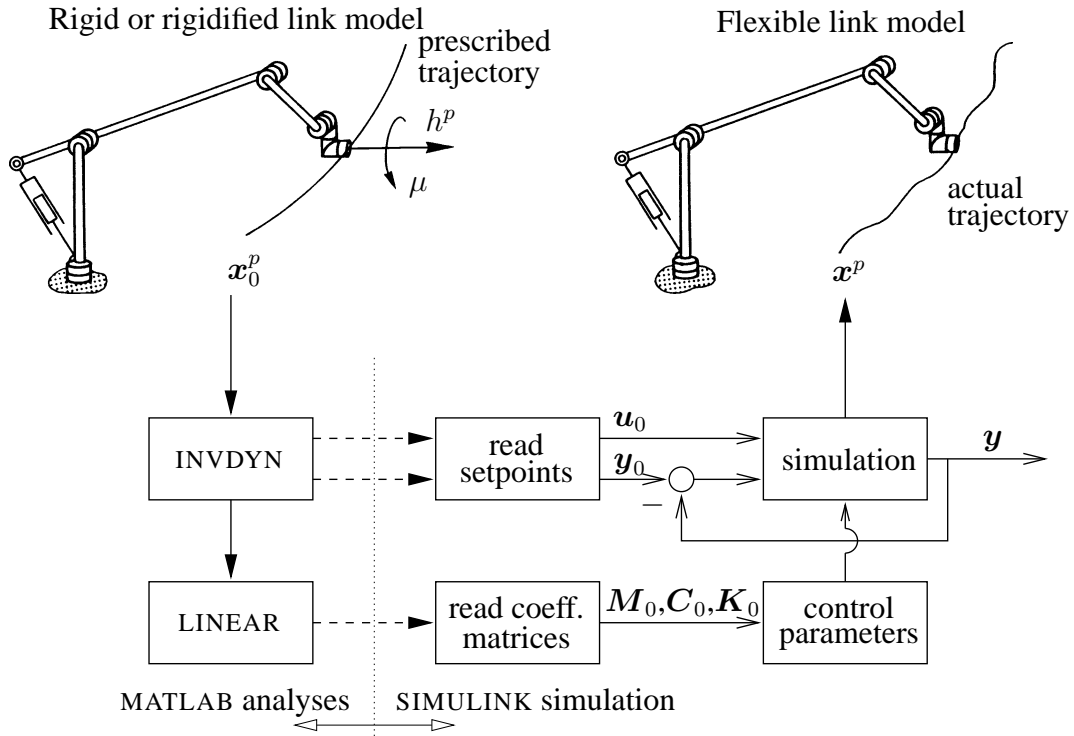 Rigid or rigidified link model
prescribed
trajectory
h^p
μ
x_0^p
Flexible link model
actual
trajectory
x^p
INVDYN
read
setpoints
u_0
y_0
−
simulation
y
LINEAR
read coeff.
matrices
M_0,C_0,K_0
control
parameters
MATLAB analyses
SIMULINK simulation